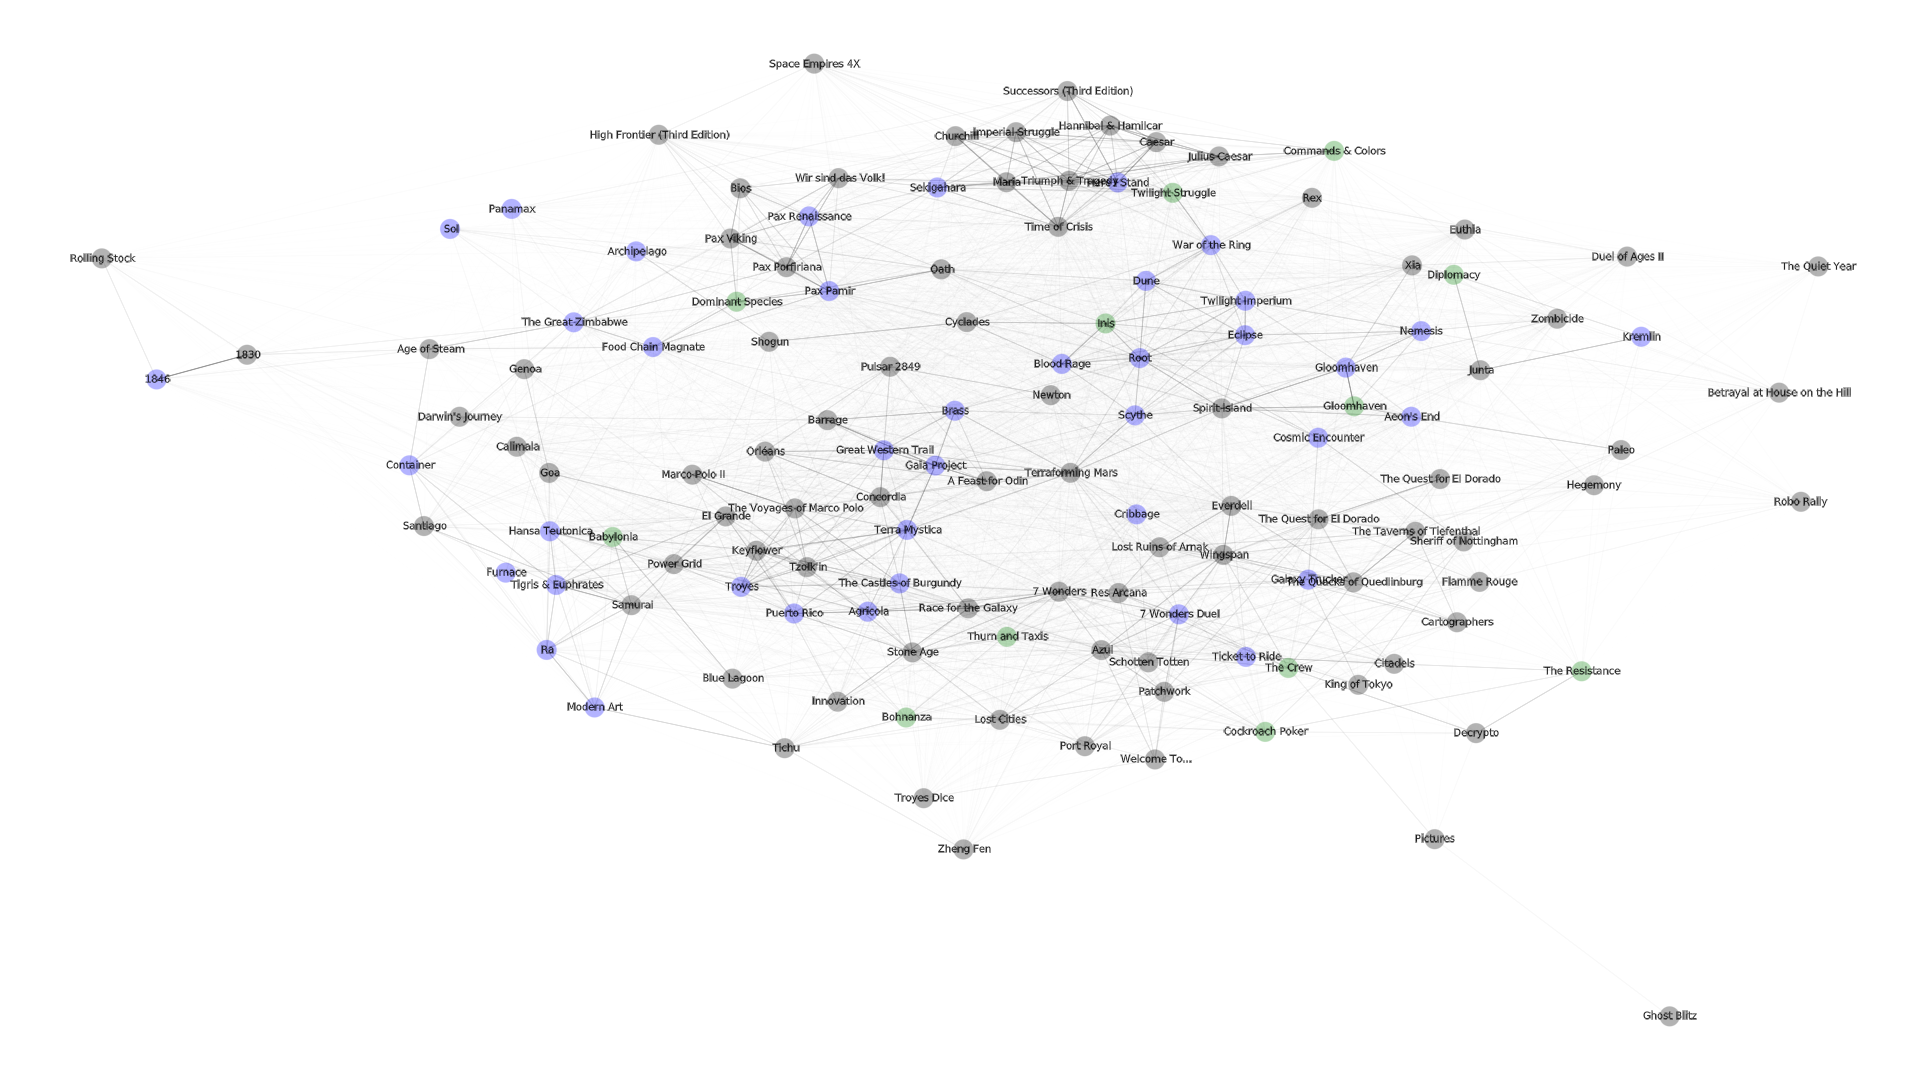 Space Empires 4X
Successors (Third Edition)
High Frontier (Third Edition)
Churchill
Imperial Struggle
Hannibal & Hamilcar
Caesar
Julius Caesar
Commands & Colors
Wir sind das Volk!
Bios
Sekigahara
Maria
Triumph & Tragedy
Here I Stand
Twilight Struggle
Rex
Panamax
Pax Renaissance
Sol
Time of Crisis
Euthia
Pax Viking
Archipelago
War of the Ring
Rolling Stock
Pax Porfiriana
Oath
Xia
Diplomacy
Duel of Ages II
The Quiet Year
Dune
Pax Pamir
Dominant Species
Twilight Imperium
The Great Zimbabwe
Cyclades
Inis
Zombicide
Nemesis
Kremlin
Eclipse
Shogun
Age of Steam
Food Chain Magnate
1830
Root
Blood Rage
Pulsar 2849
Gloomhaven
Genoa
Junta
1846
Newton
Betrayal at House on the Hill
Spirit Island
Gloomhaven
Brass
Scythe
Aeon's End
Darwin's Journey
Barrage
Cosmic Encounter
Calimala
Orléans
Great Western Trail
Paleo
Container
Gaia Project
Goa
Marco Polo II
Terraforming Mars
A Feast for Odin
The Quest for El Dorado
Hegemony
Concordia
Robo Rally
The Voyages of Marco Polo
Everdell
El Grande
Cribbage
The Quest for El Dorado
Santiago
Hansa Teutonica
Babylonia
Terra Mystica
The Taverns of Tiefenthal
Sheriff of Nottingham
Keyflower
Lost Ruins of Arnak
Wingspan
Power Grid
Tzolk'in
Furnace
Tigris & Euphrates
Troyes
The Castles of Burgundy
Galaxy Trucker
The Quacks of Quedlinburg
Flamme Rouge
7 Wonders
Res Arcana
Samurai
Puerto Rico
Agricola
Race for the Galaxy
7 Wonders Duel
Cartographers
Thurn and Taxis
Ra
Stone Age
Azul
Schotten Totten
Ticket to Ride
The Crew
Citadels
The Resistance
Blue Lagoon
King of Tokyo
Patchwork
Innovation
Modern Art
Bohnanza
Lost Cities
Cockroach Poker
Decrypto
Tichu
Port Royal
Welcome To...
Troyes Dice
Pictures
Zheng Fen
Ghost Blitz